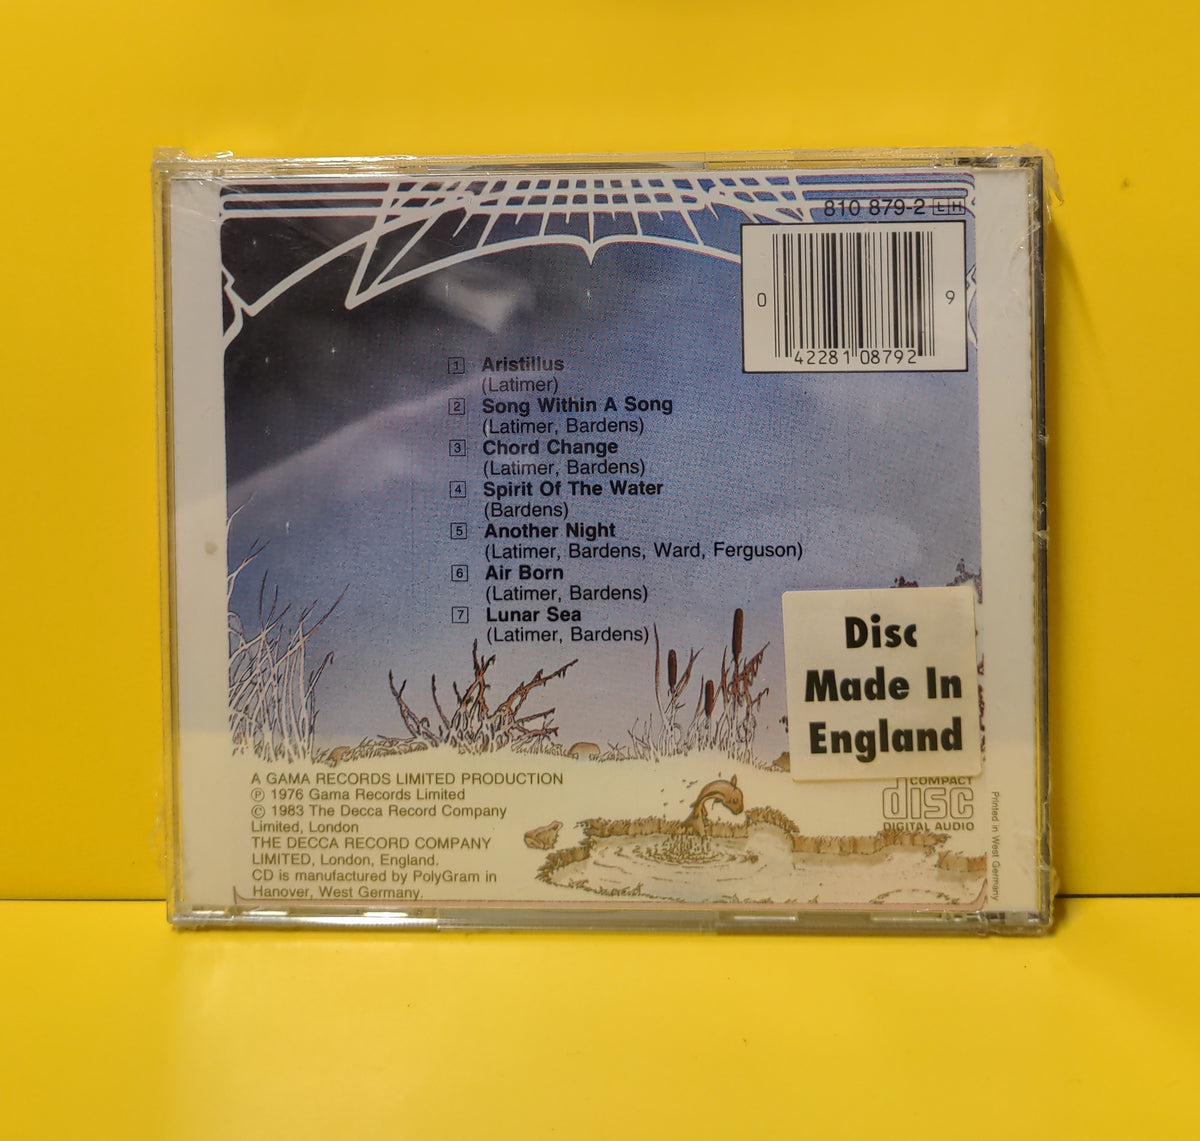 810 879-2 LH
0 9
42281 08792
1 Aristillus
(Latimer)
2 Song Within A Song
(Latimer, Bardens)
3 Chord Change
(Latimer, Bardens)
4 Spirit Of The Water
(Bardens)
5 Another Night
(Latimer, Bardens, Ward, Ferguson)
6 Air Born
(Latimer, Bardens)
7 Lunar Sea
(Latimer, Bardens)
Disc
Made In
England
A GAMA RECORDS LIMITED PRODUCTION
Ⓟ 1976 Gama Records Limited
© 1983 The Decca Record Company
Limited, London
THE DECCA RECORD COMPANY
LIMITED, London, England.
CD is manufactured by PolyGram in
Hanover, West Germany.
COMPACT
disc
DIGITAL AUDIO
Printed in West Germany